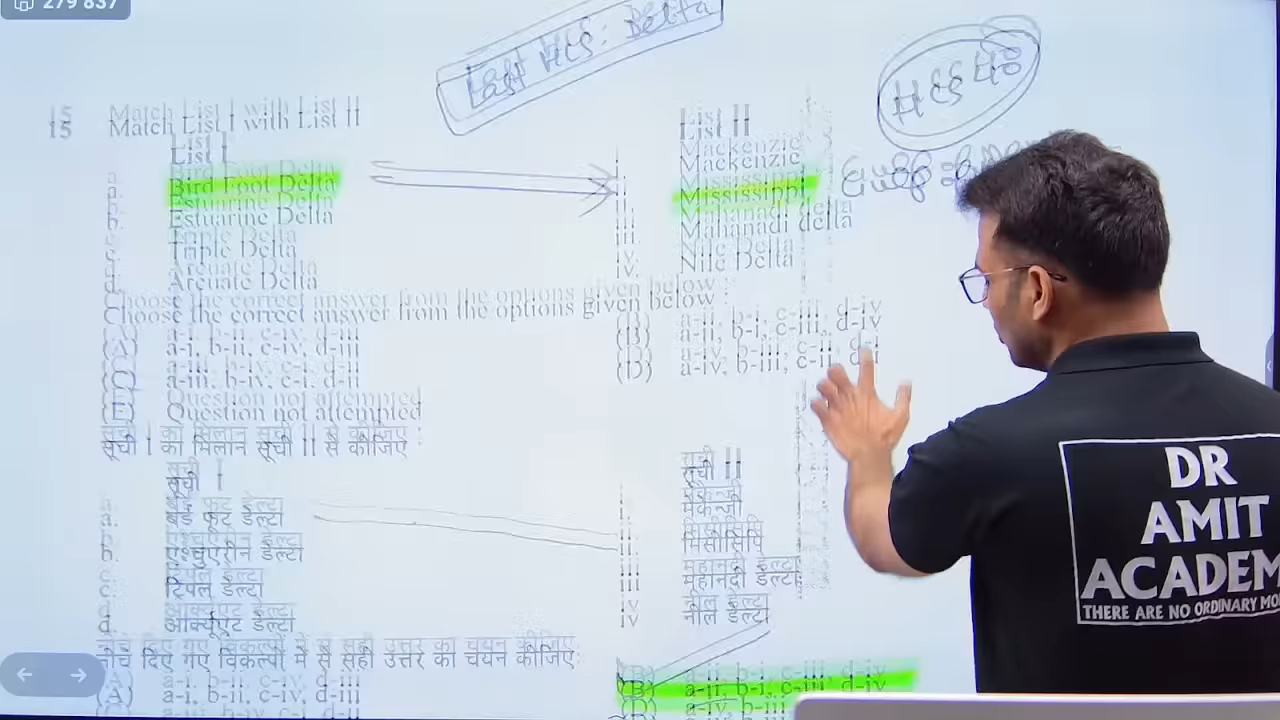 279 837
Last HCS: Delta
HCS
15 Match List I with List II
List I List II
a. Bird Foot Delta i. Mackenzie
b. Estuarine Delta ii. Mississippi
c. Triple Delta iii. Mahanadi delta
d. Arcuate Delta iv. Nile Delta
Choose the correct answer from the options given below :
(A) a-i, b-ii, c-iv, d-iii (B) a-ii, b-i, c-iii, d-iv
(C) a-iii, b-iv, c-i, d-ii (D) a-iv, b-iii, c-ii, d-i
(E) Question not attempted
सूची I का मिलान सूची II से कीजिए :
सूची I सूची II
a. बर्ड फूट डेल्टा i. मैकेन्जी
b. एश्चुएरीन डेल्टा ii. मिसीसिपि
c. ट्रिपल डेल्टा iii. महानदी डेल्टा
d. आर्क्यूएट डेल्टा iv. नील डेल्टा
नीचे दिए गए विकल्पों में से सही उत्तर का चयन कीजिए:
(A) a-i, b-ii, c-iv, d-iii (B) a-ii, b-i, c-iii, d-iv
(D) a-iv, b-iii
DR
AMIT
ACADEM
THERE ARE NO ORDINARY MO